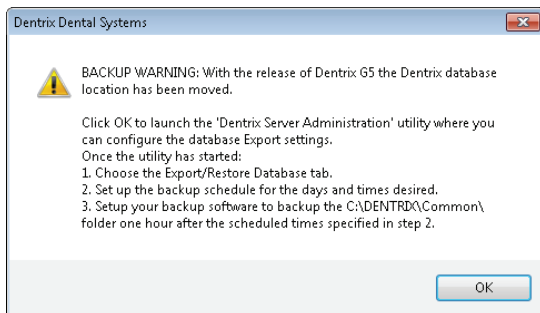 Dentrix Dental Systems
BACKUP WARNING: With the release of Dentrix G5 the Dentrix database
location has been moved.
Click OK to launch the 'Dentrix Server Administration' utility where you
can configure the database Export settings.
Once the utility has started:
1. Choose the Export/Restore Database tab.
2. Set up the backup schedule for the days and times desired.
3. Setup your backup software to backup the C:\DENTRIX\Common\
folder one hour after the scheduled times specified in step 2.
OK